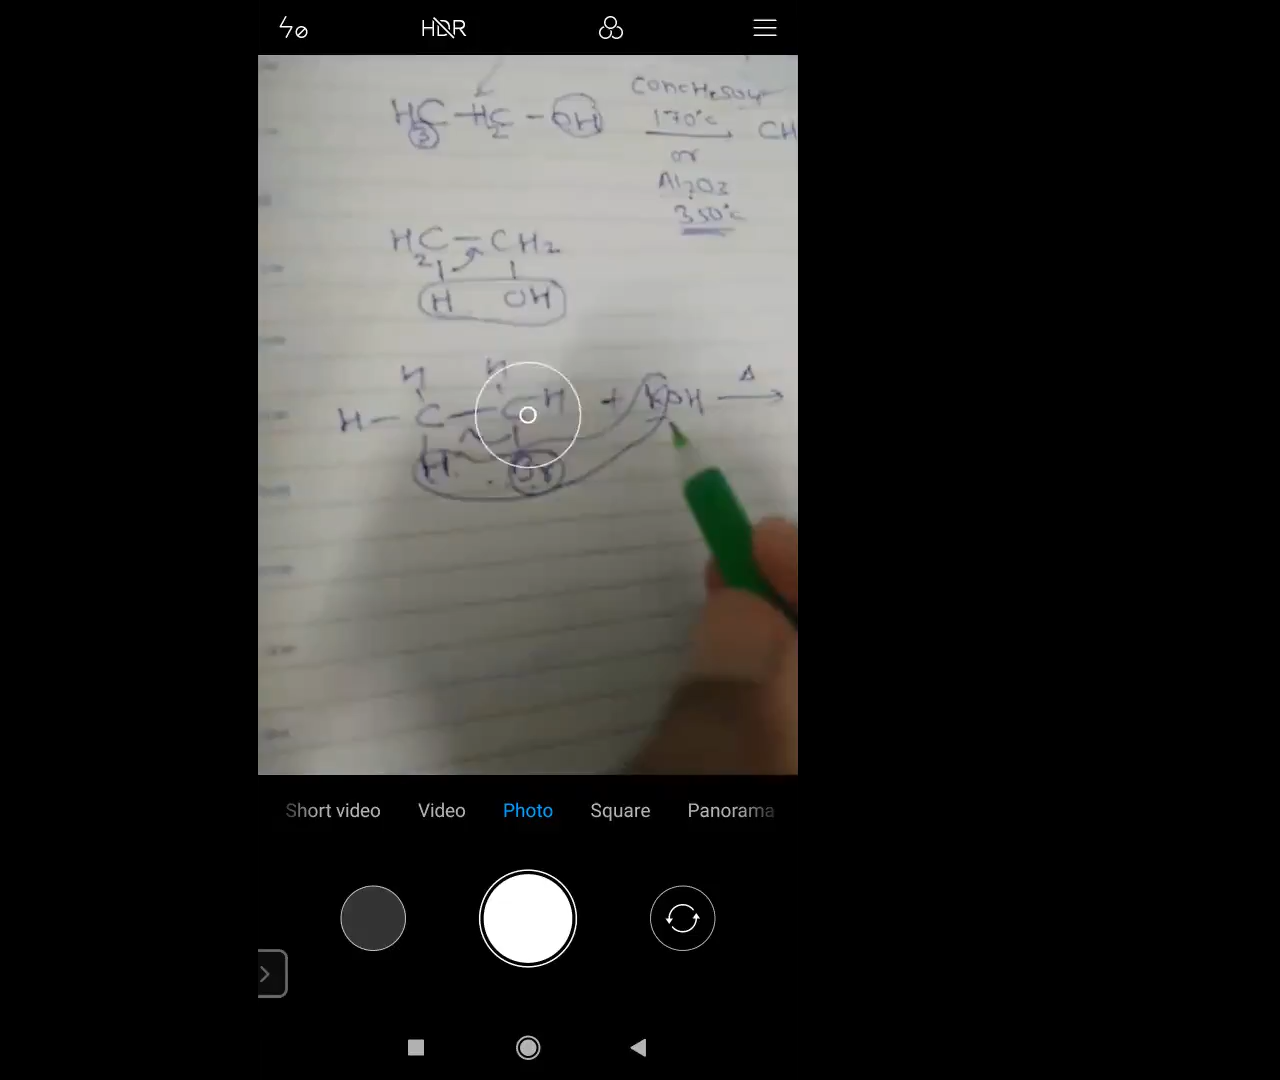 HDR
Conc H2SO4
H3C - H2C - OH 170°C CH
or
Al2O3
350°C
H2C - CH2
H OH
H H
H - C - C H + KOH Δ
H Br
Short video Video Photo Square Panorama